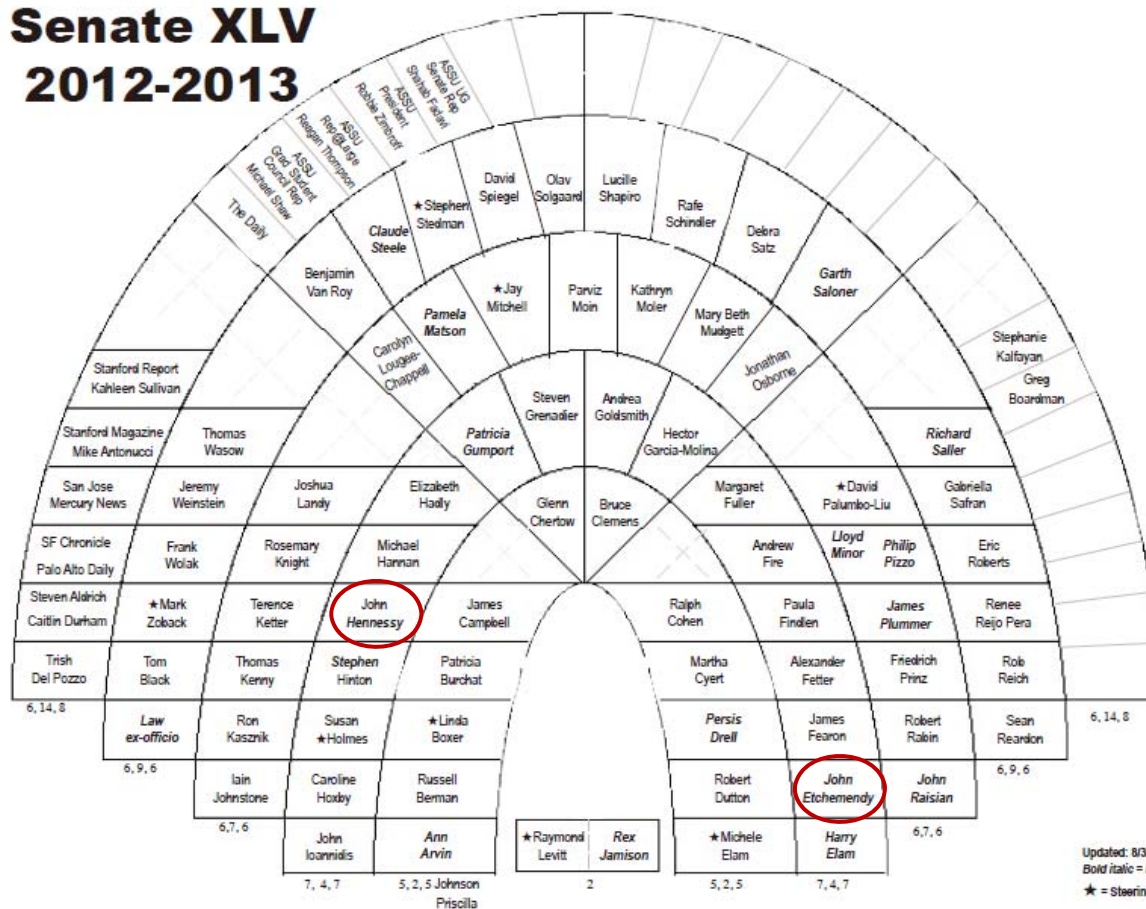 Senate XLV
2012-2013
The Daily
ASSU
Grad Student
Council Rep
Michael Shaw
ASSU
Rep@Large
Reagan Thompson
ASSU
President
Robbie Zimbroff
ASSU UG
Senate Rep
Shahab Fadavi
Benjamin
Van Roy
Claude
Steele
★Stephen
Stedman
David
Spiegel
Olav
Solgaard
Lucille
Shapiro
Rafe
Schindler
Debra
Satz
Garth
Saloner
Carolyn
Lougee-
Chappell
Pamela
Matson
★Jay
Mitchell
Parviz
Moin
Kathryn
Moler
Mary Beth
Mudgett
Jonathan
Osborne
Stephanie
Kalfayan
Greg
Boardman
Patricia
Gumport
Steven
Grenadier
Andrea
Goldsmith
Hector
Garcia-Molina
Glenn
Chertow
Bruce
Clemens
Stanford Report
Kahleen Sullivan
Stanford Magazine
Mike Antonucci
Thomas
Wasow
Richard
Saller
San Jose
Mercury News
Jeremy
Weinstein
Joshua
Landy
Elizabeth
Hadly
Margaret
Fuller
★David
Palumbo-Liu
Gabriella
Safran
SF Chronicle
Palo Alto Daily
Frank
Wolak
Rosemary
Knight
Michael
Hannan
Andrew
Fire
Lloyd
Minor
Philip
Pizzo
Eric
Roberts
Steven Aldrich
Caitlin Durham
★Mark
Zoback
Terence
Ketter
John
Hennessy
James
Campbell
Ralph
Cohen
Paula
Findlen
James
Plummer
Renee
Reijo Pera
Trish
Del Pozzo
Tom
Black
Thomas
Kenny
Stephen
Hinton
Patricia
Burchat
Martha
Cyert
Alexander
Fetter
Friedrich
Prinz
Rob
Reich
6, 14, 8
Law
ex-officio
Ron
Kasznik
Susan
★Holmes
★Linda
Boxer
Persis
Drell
James
Fearon
Robert
Rabin
Sean
Reardon
6, 14, 8
6, 9, 6
Iain
Johnstone
Caroline
Hoxby
Russell
Berman
Robert
Dutton
John
Etchemendy
John
Raisian
6, 9, 6
6, 7, 6
John
Ioannidis
Ann
Arvin
★Raymond
Levitt
Rex
Jamison
★Michele
Elam
Harry
Elam
6, 7, 6
7, 4, 7
5, 2, 5 Johnson
Priscilla
2
5, 2, 5
7, 4, 7
Updated: 8/3
Bold italic =
★ = Steerin